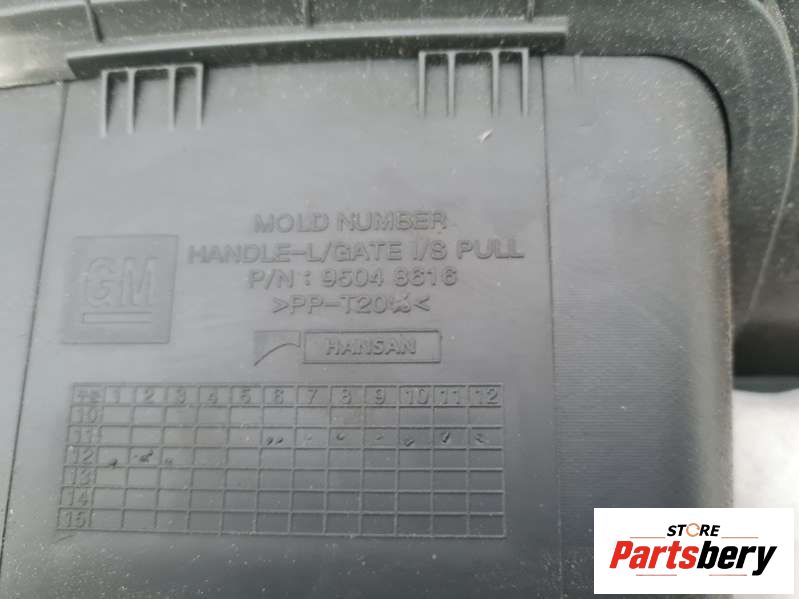 MOLD NUMBER
HANDLE-L/GATE I/S PULL
GM
P/N : 9504 8616
>PP-T20%<
HANSAN
1 2 3 4 5 6 7 8 9 10 11 12
10
11
12
13
14
15
STORE
Partsbery